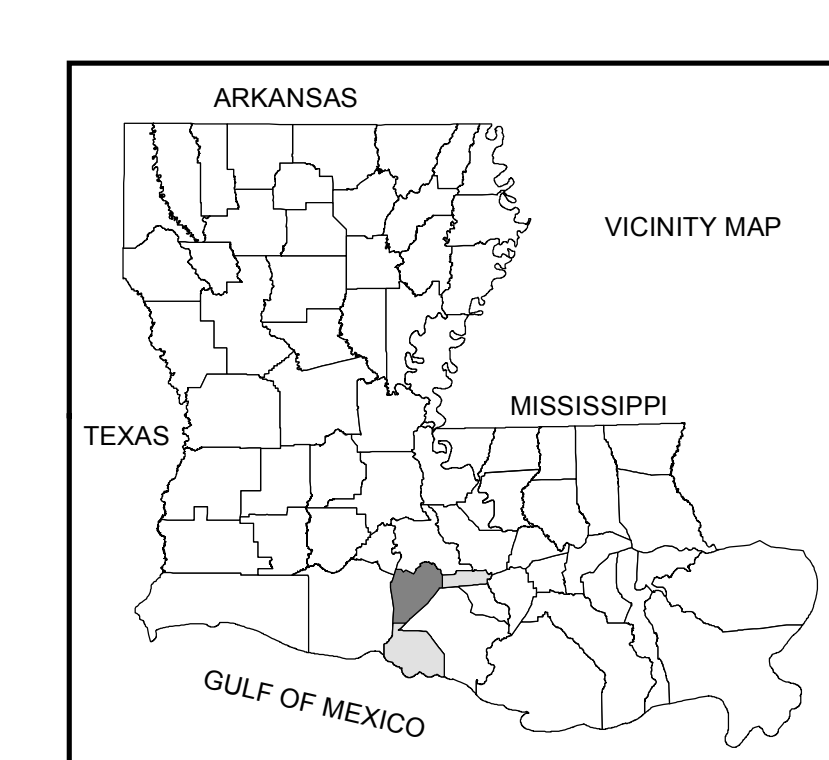 ARKANSAS
VICINITY MAP
MISSISSIPPI
TEXAS
GULF OF MEXICO